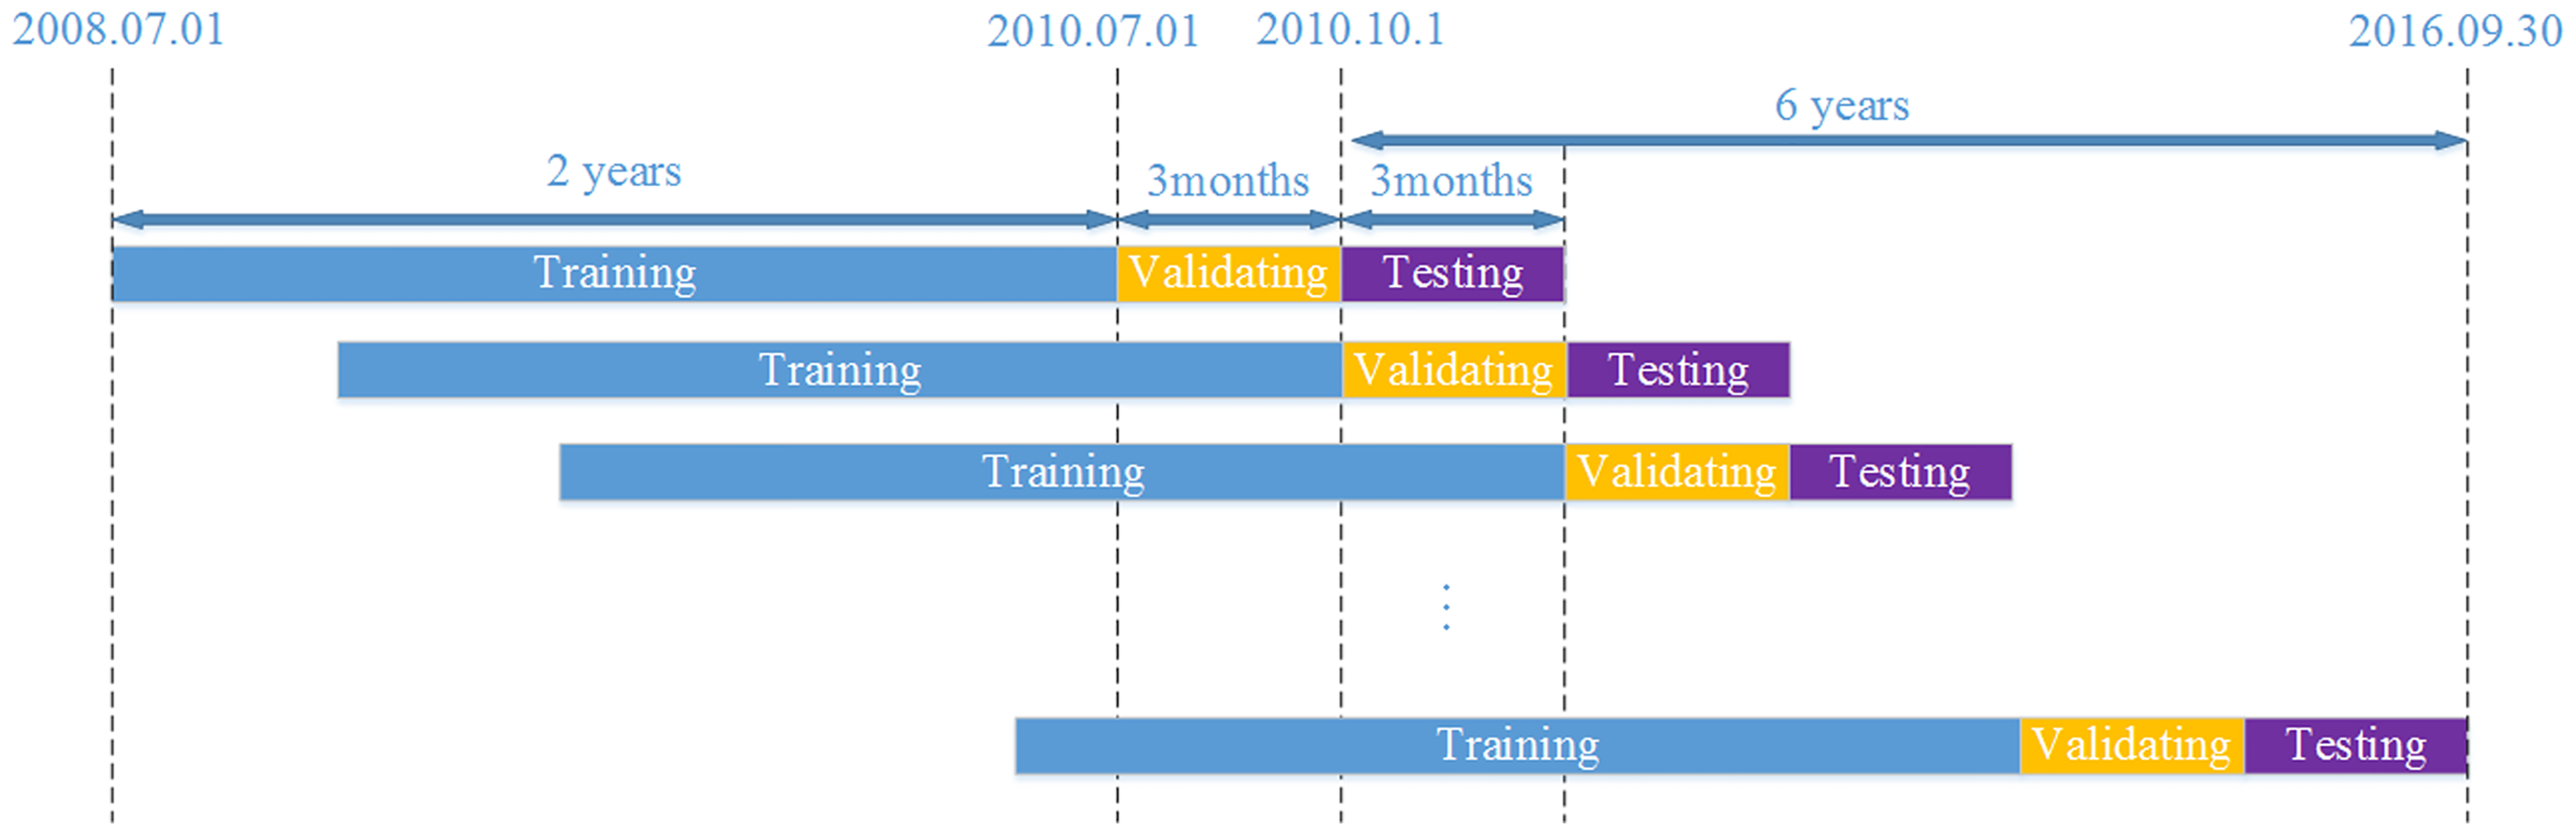 2008.07.01
2010.07.01
2010.10.1
2016.09.30
6 years
2 years
3months
3months
Training
Validating
Testing
Training
Validating
Testing
Training
Validating
Testing
Training
Validating
Testing